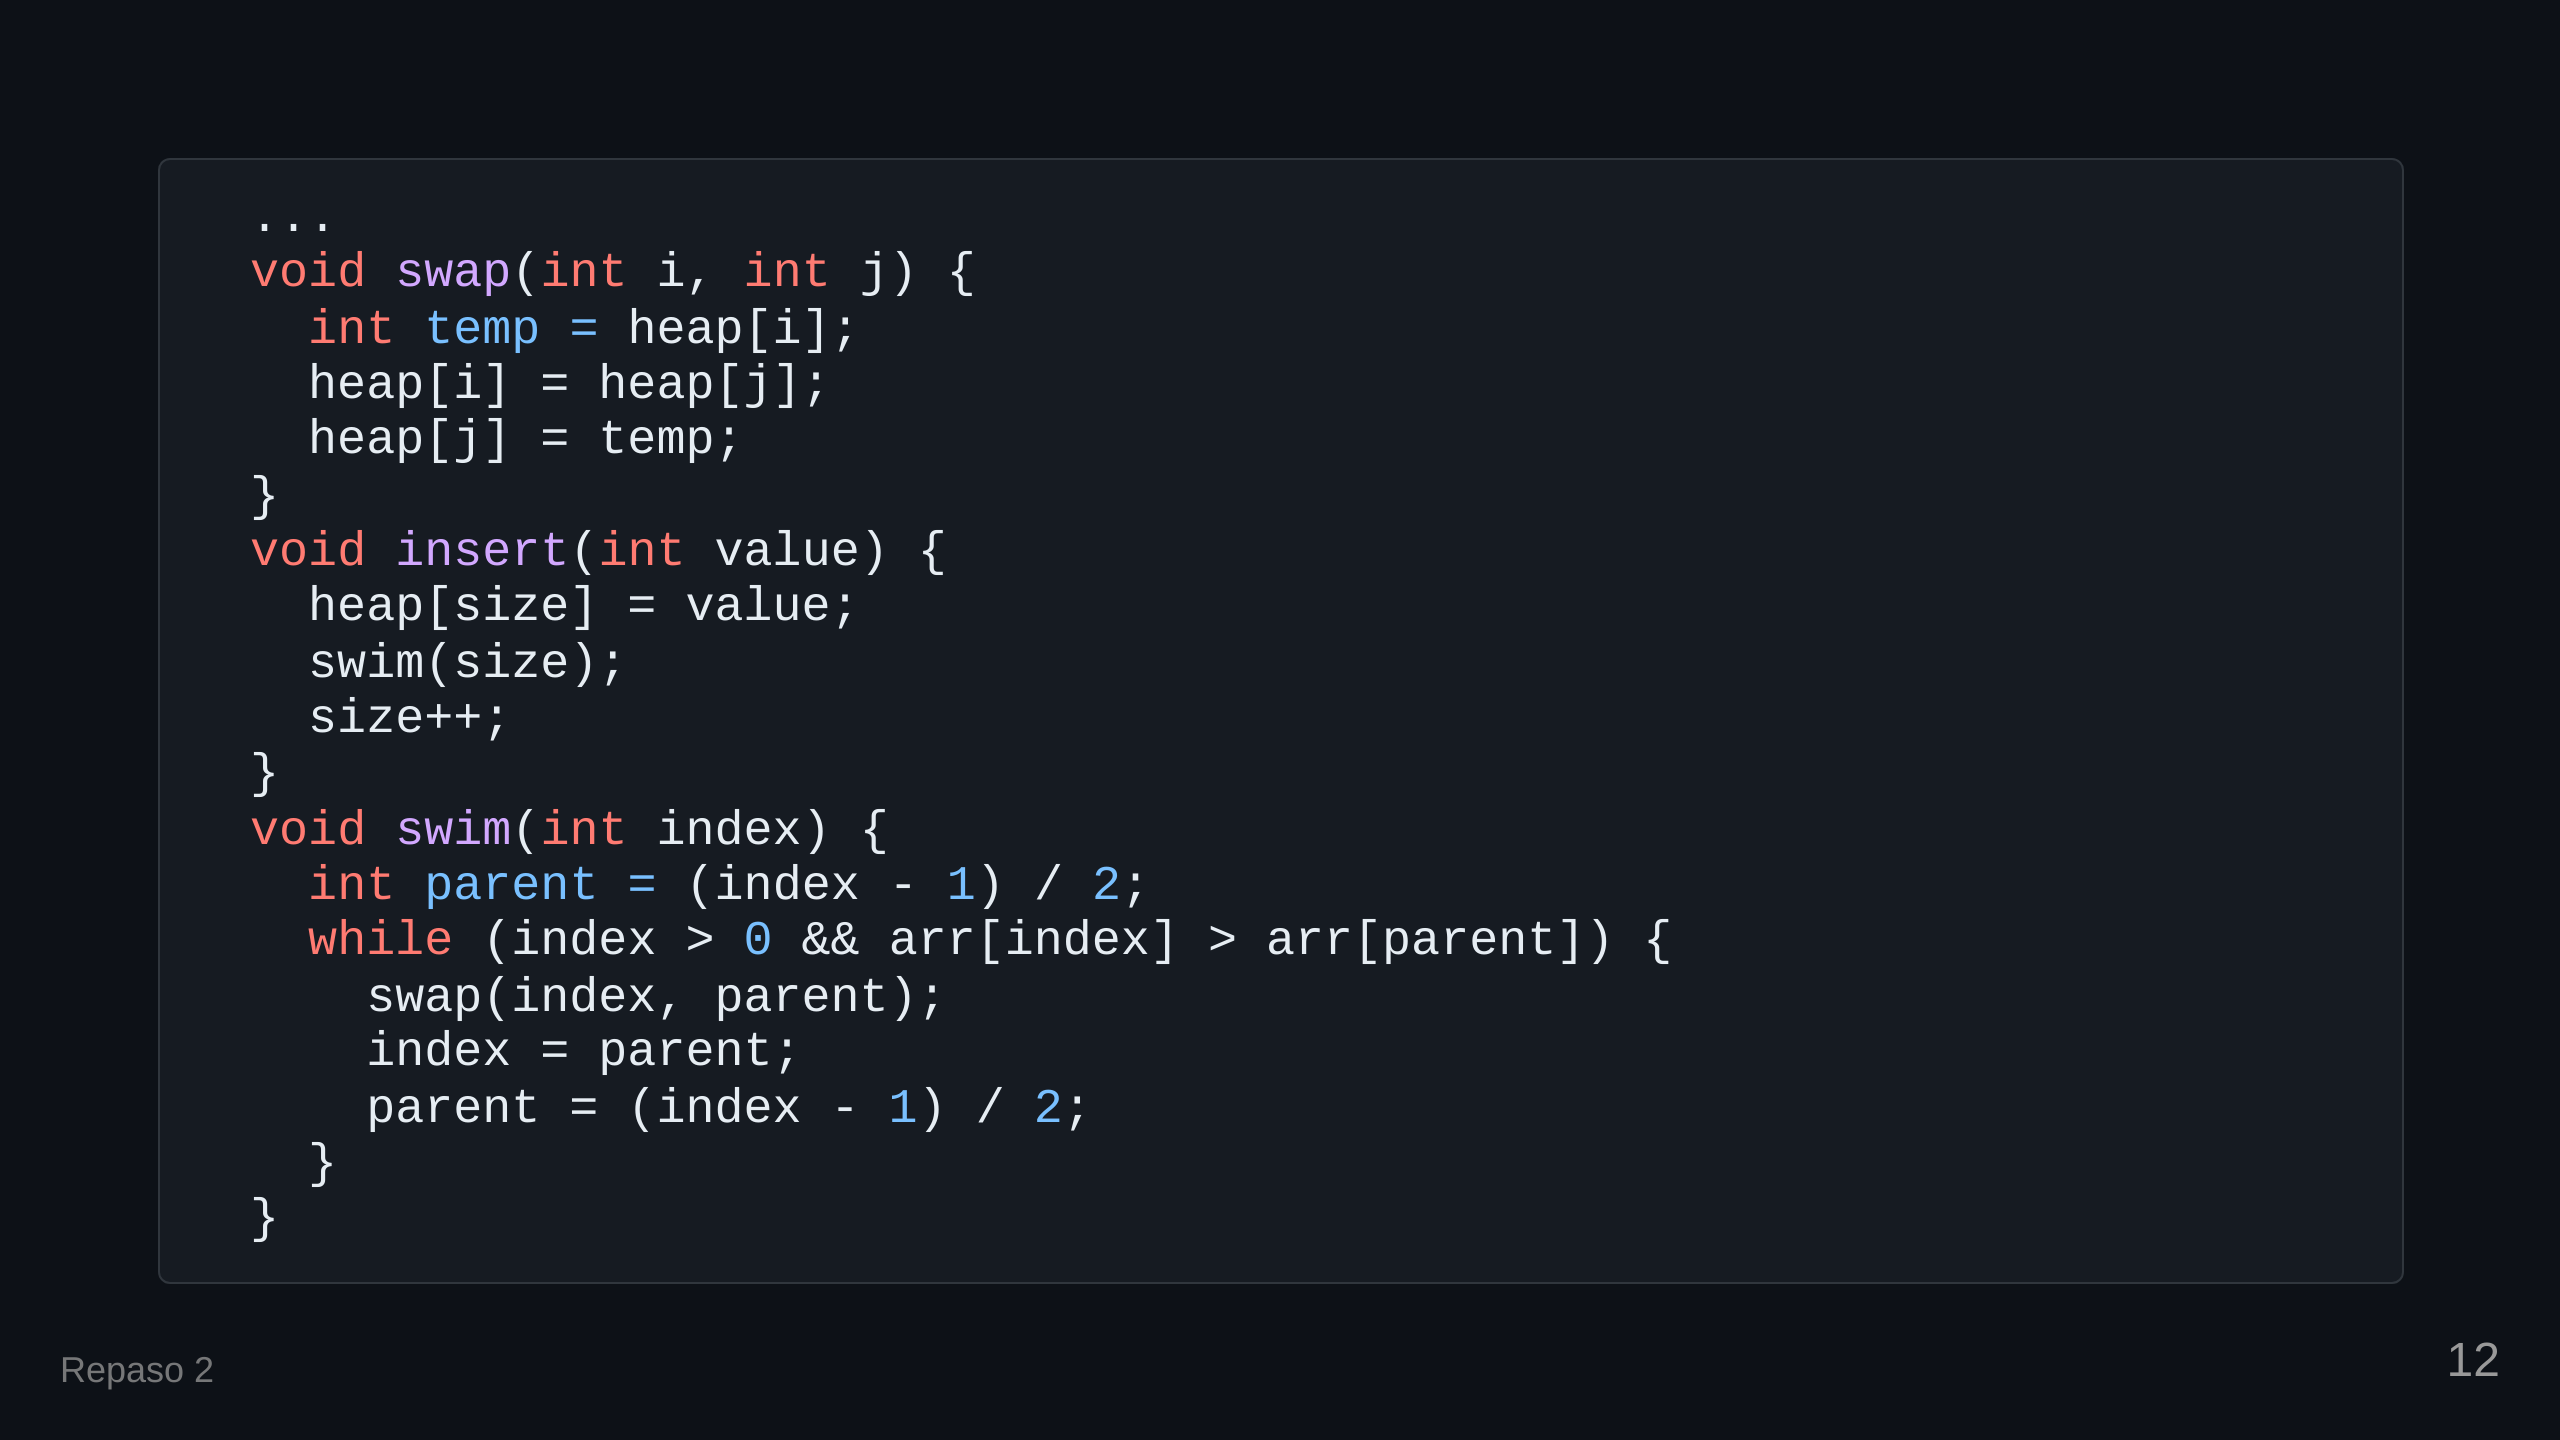 ...
void swap(int i, int j) {
  int temp = heap[i];
  heap[i] = heap[j];
  heap[j] = temp;
}
void insert(int value) {
  heap[size] = value;
  swim(size);
  size++;
}
void swim(int index) {
  int parent = (index - 1) / 2;
  while (index > 0 && arr[index] > arr[parent]) {
    swap(index, parent);
    index = parent;
    parent = (index - 1) / 2;
  }
}
Repaso 2
12